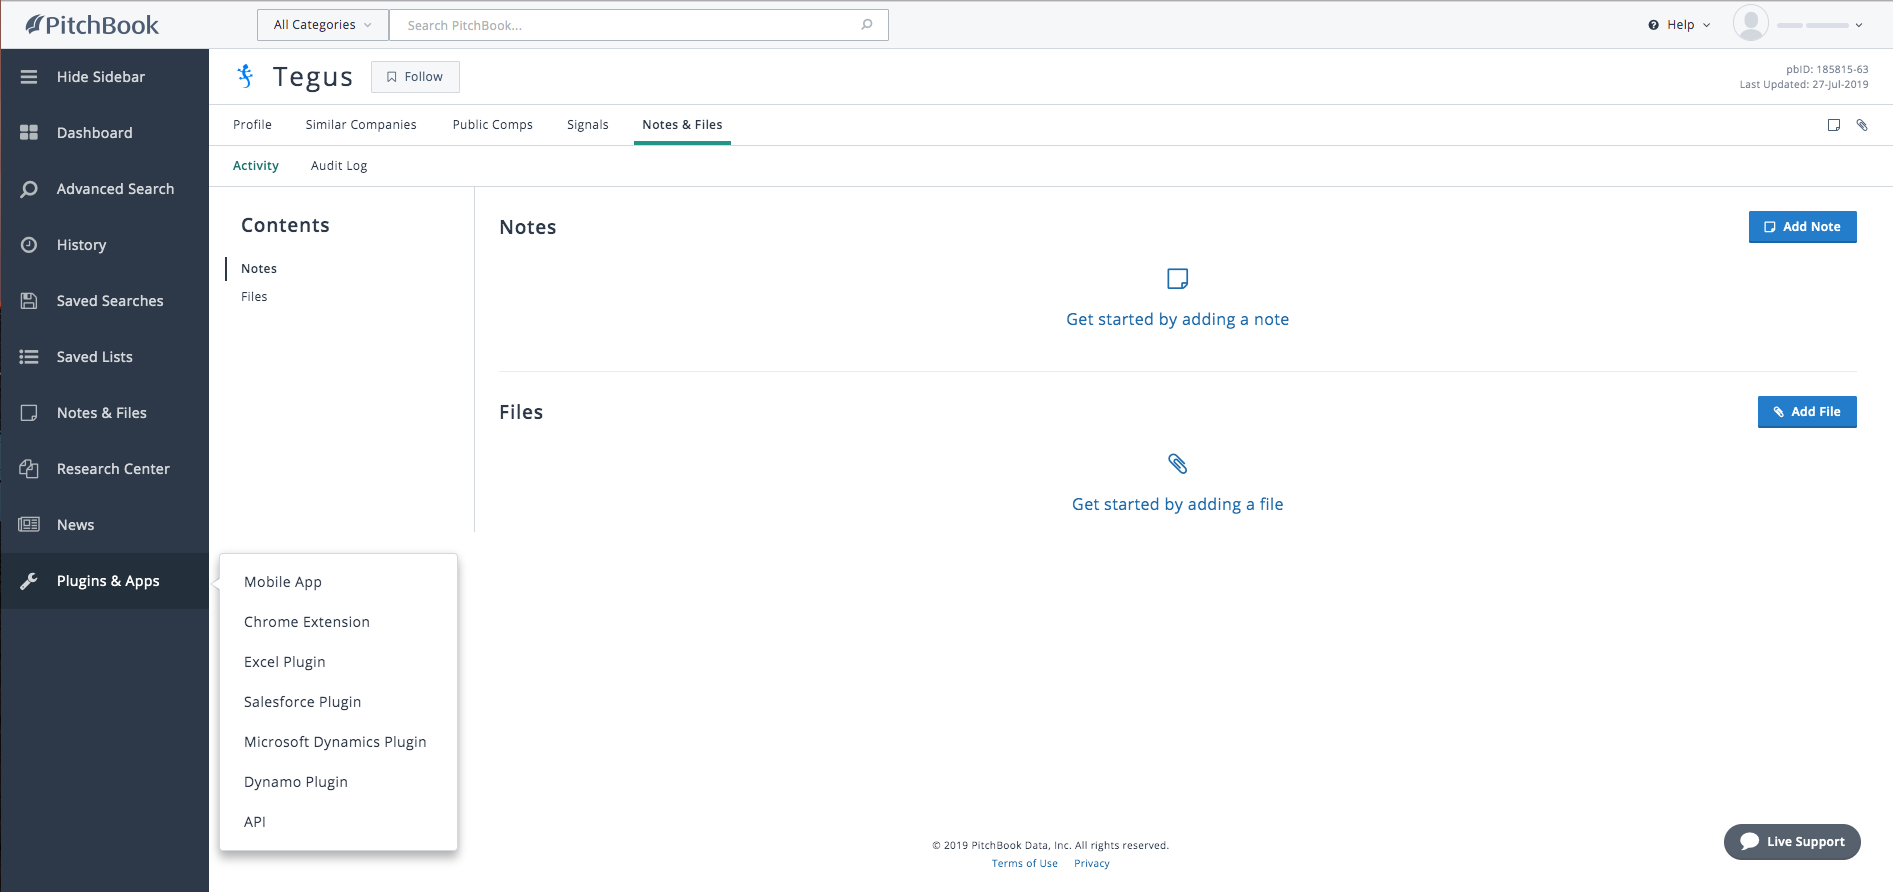 PitchBook
All Categories
Search PitchBook...
Help
Hide Sidebar
Dashboard
Advanced Search
History
Saved Searches
Saved Lists
Notes & Files
Research Center
News
Plugins & Apps
Tegus
Follow
pbID: 185815-63
Last Updated: 27-Jul-2019
Profile Similar Companies Public Comps Signals Notes & Files
Activity Audit Log
Contents
Notes
Files
Notes
Add Note
Get started by adding a note
Files
Add File
Get started by adding a file
Mobile App
Chrome Extension
Excel Plugin
Salesforce Plugin
Microsoft Dynamics Plugin
Dynamo Plugin
API
© 2019 PitchBook Data, Inc. All rights reserved.
Terms of Use Privacy
Live Support